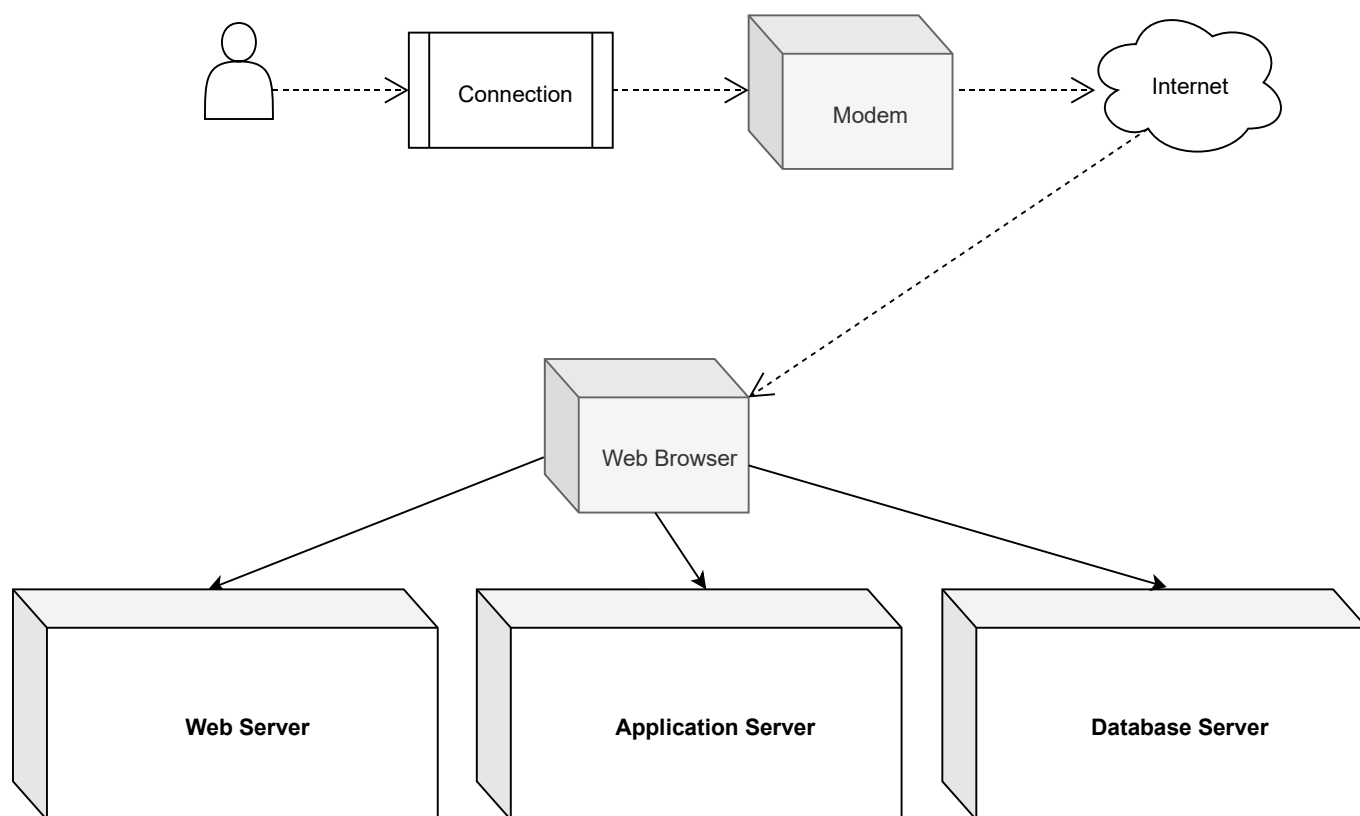 Connection
Modem
Internet
Web Browser
Web Server
Application Server
Database Server